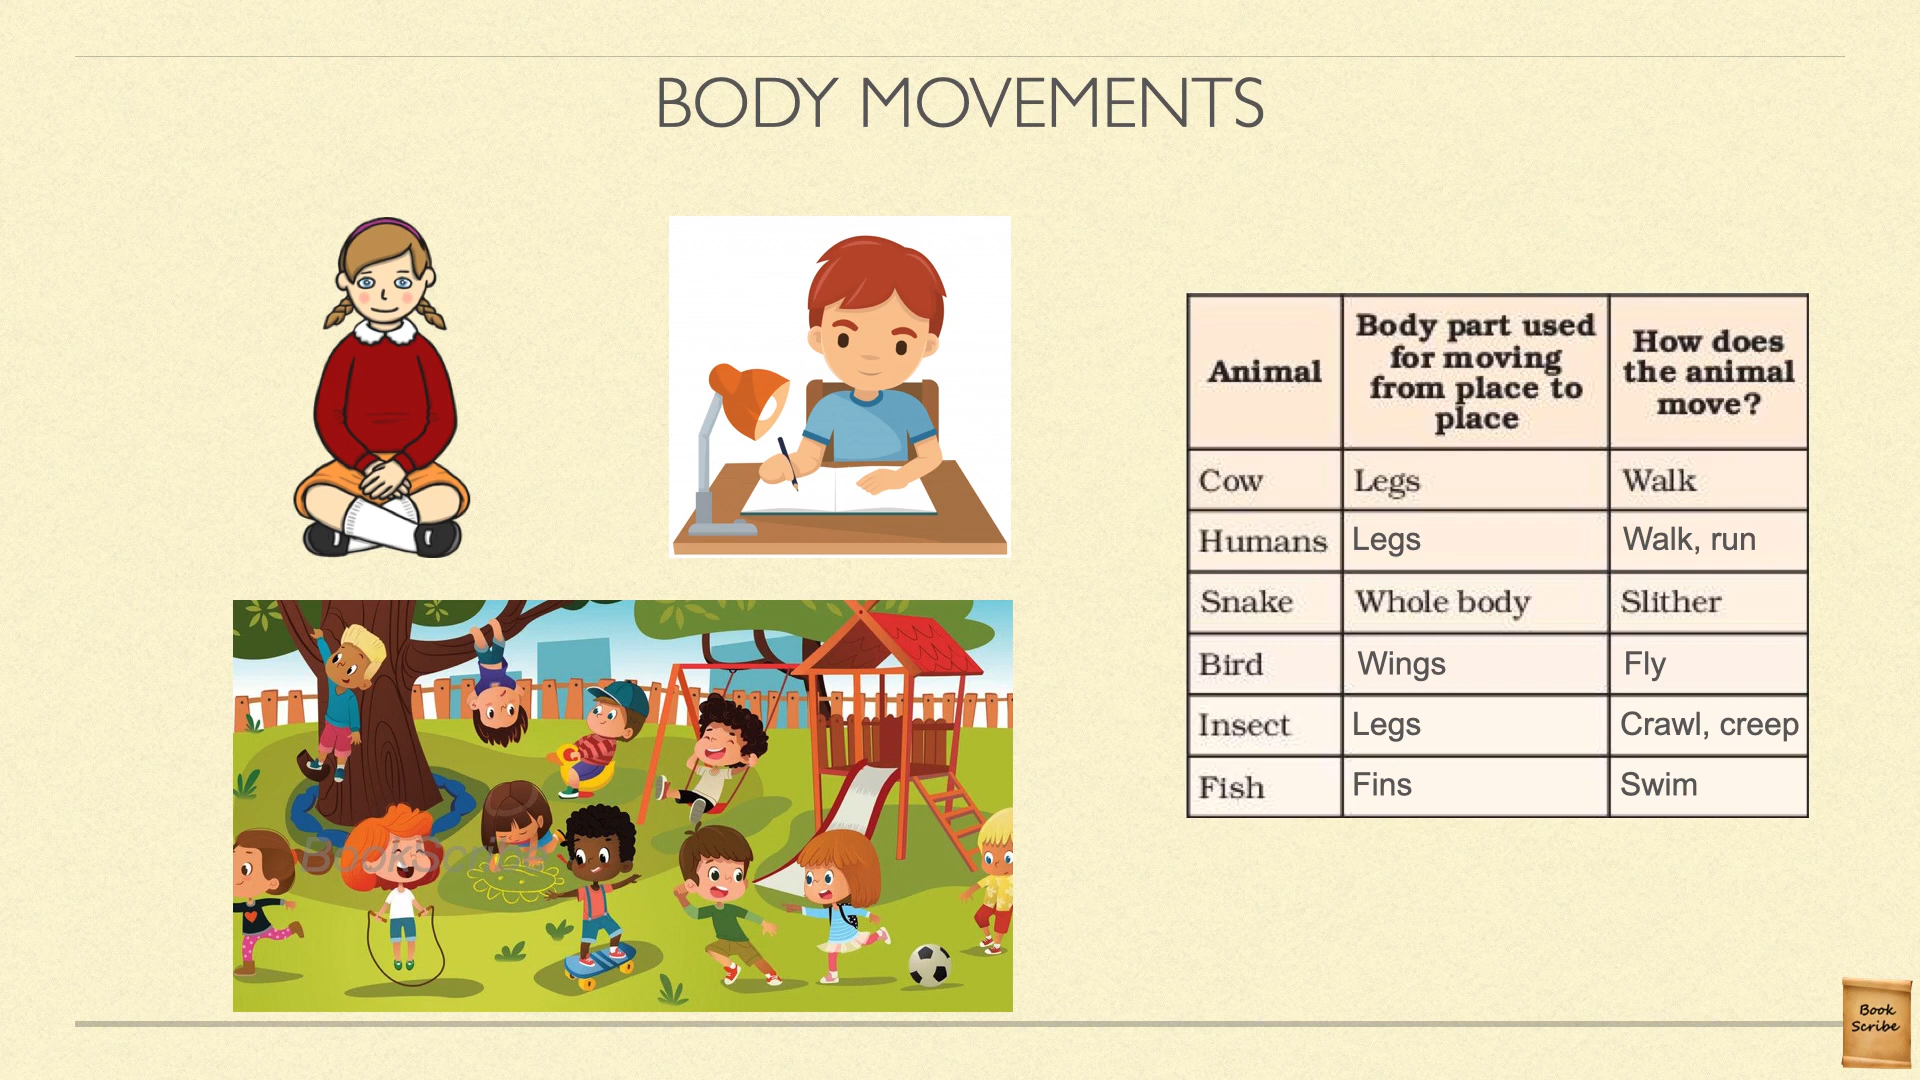 BODY MOVEMENTS
Animal
Body part used
for moving
from place to
place
How does
the animal
move?
Cow Legs Walk
Humans Legs Walk, run
Snake Whole body Slither
Bird Wings Fly
Insect Legs Crawl, creep
Fish Fins Swim
BookScribe
Book
Scribe